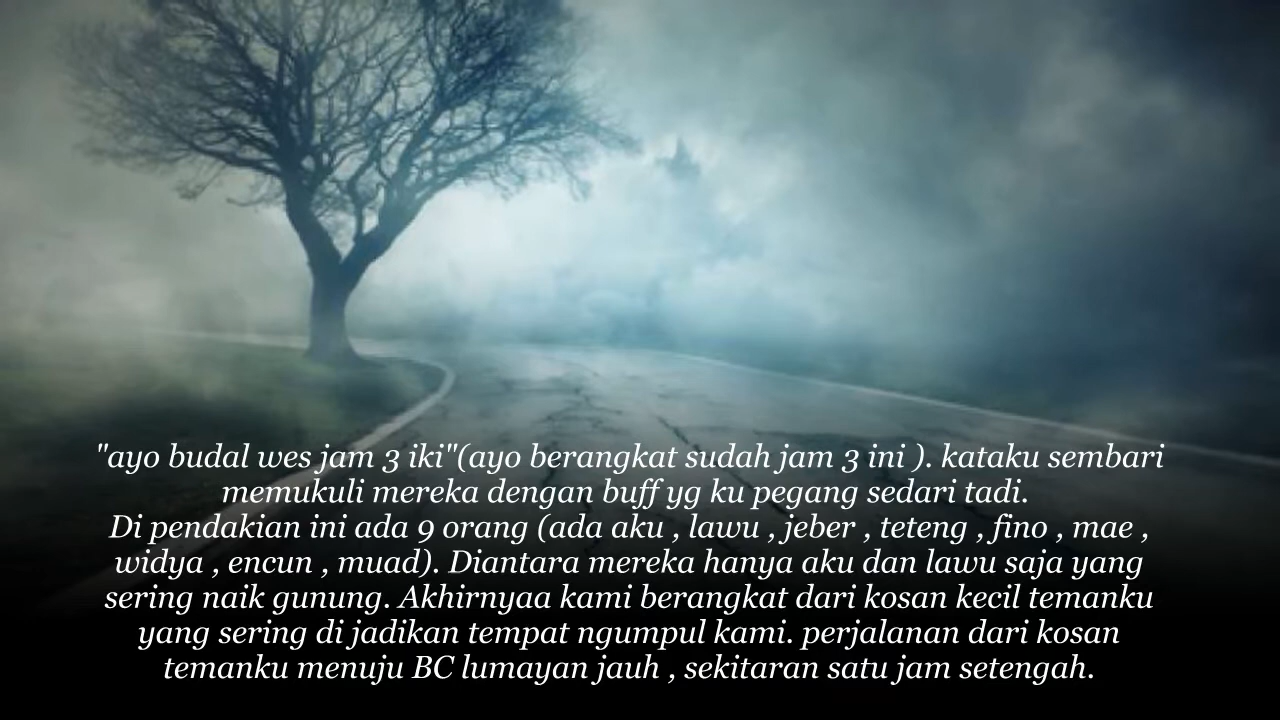 "ayo budal wes jam 3 iki"(ayo berangkat sudah jam 3 ini ). kataku sembari
memukuli mereka dengan buff yg ku pegang sedari tadi.
Di pendakian ini ada 9 orang (ada aku , lawu , jeber , teteng , fino , mae ,
widya , encun , muad). Diantara mereka hanya aku dan lawu saja yang
sering naik gunung. Akhirnyaa kami berangkat dari kosan kecil temanku
yang sering di jadikan tempat ngumpul kami. perjalanan dari kosan
temanku menuju BC lumayan jauh , sekitaran satu jam setengah.